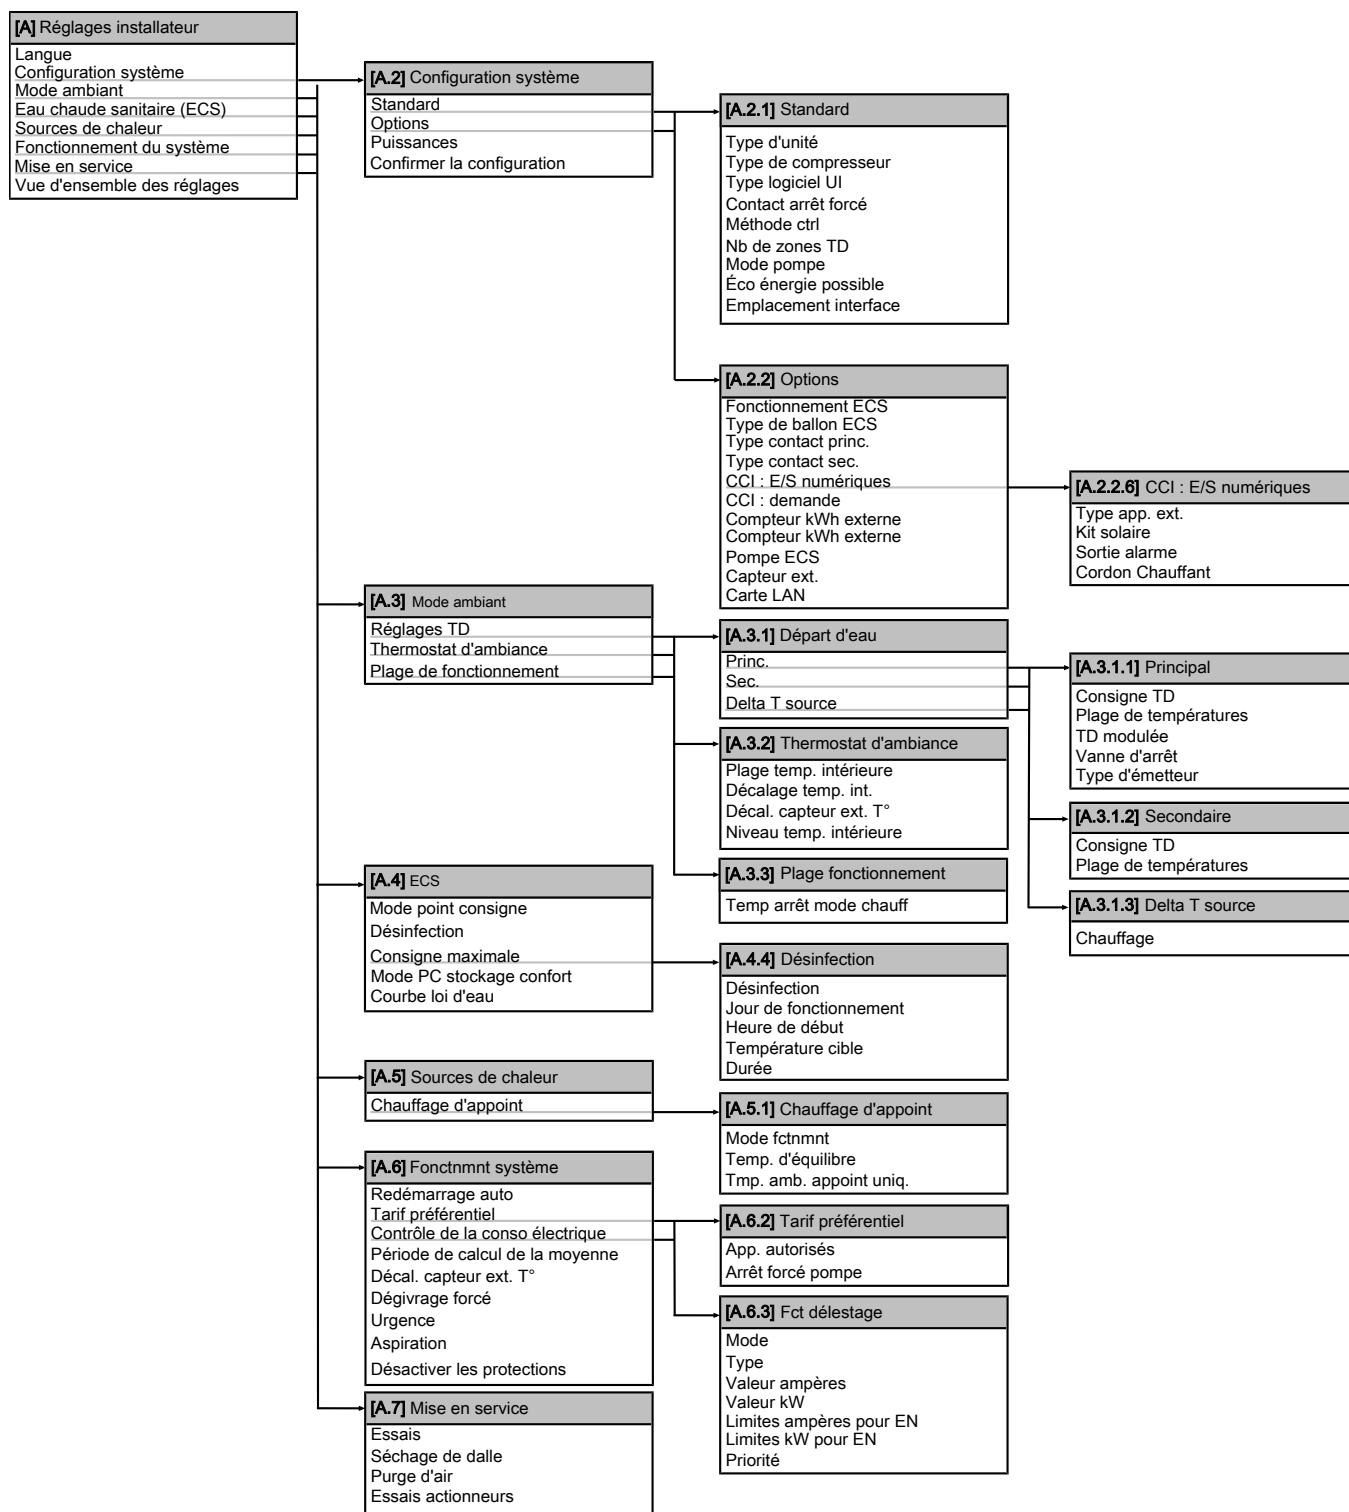 [A] Réglages installateur
Langue
Configuration système
Mode ambiant
Eau chaude sanitaire (ECS)
Sources de chaleur
Fonctionnement du système
Mise en service
Vue d'ensemble des réglages
[A.2] Configuration système
Standard
Options
Puissances
Confirmer la configuration
[A.2.1] Standard
Type d'unité
Type de compresseur
Type logiciel UI
Contact arrêt forcé
Méthode ctrl
Nb de zones TD
Mode pompe
Éco énergie possible
Emplacement interface
[A.2.2] Options
Fonctionnement ECS
Type de ballon ECS
Type contact princ.
Type contact sec.
CCI : E/S numériques
CCI : demande
Compteur kWh externe
Compteur kWh externe
Pompe ECS
Capteur ext.
Carte LAN
[A.2.2.6] CCI : E/S numériques
Type app. ext.
Kit solaire
Sortie alarme
Cordon Chauffant
[A.3] Mode ambiant
Réglages TD
Thermostat d'ambiance
Plage de fonctionnement
[A.3.1] Départ d'eau
Princ.
Sec.
Delta T source
[A.3.1.1] Principal
Consigne TD
Plage de températures
TD modulée
Vanne d'arrêt
Type d'émetteur
[A.3.2] Thermostat d'ambiance
Plage temp. intérieure
Décalage temp. int.
Décal. capteur ext. T°
Niveau temp. intérieure
[A.3.1.2] Secondaire
Consigne TD
Plage de températures
[A.3.3] Plage fonctionnement
Temp arrêt mode chauff
[A.3.1.3] Delta T source
Chauffage
[A.4] ECS
Mode point consigne
Désinfection
Consigne maximale
Mode PC stockage confort
Courbe loi d'eau
[A.4.4] Désinfection
Désinfection
Jour de fonctionnement
Heure de début
Température cible
Durée
[A.5] Sources de chaleur
Chauffage d'appoint
[A.5.1] Chauffage d'appoint
Mode fctnmnt
Temp. d'équilibre
Tmp. amb. appoint uniq.
[A.6] Fonctnmnt système
Redémarrage auto
Tarif préférentiel
Contrôle de la conso électrique
Période de calcul de la moyenne
Décal. capteur ext. T°
Dégivrage forcé
Urgence
Aspiration
Désactiver les protections
[A.6.2] Tarif préférentiel
App. autorisés
Arrêt forcé pompe
[A.6.3] Fct délestage
Mode
Type
Valeur ampères
Valeur kW
Limites ampères pour EN
Limites kW pour EN
Priorité
[A.7] Mise en service
Essais
Séchage de dalle
Purge d'air
Essais actionneurs